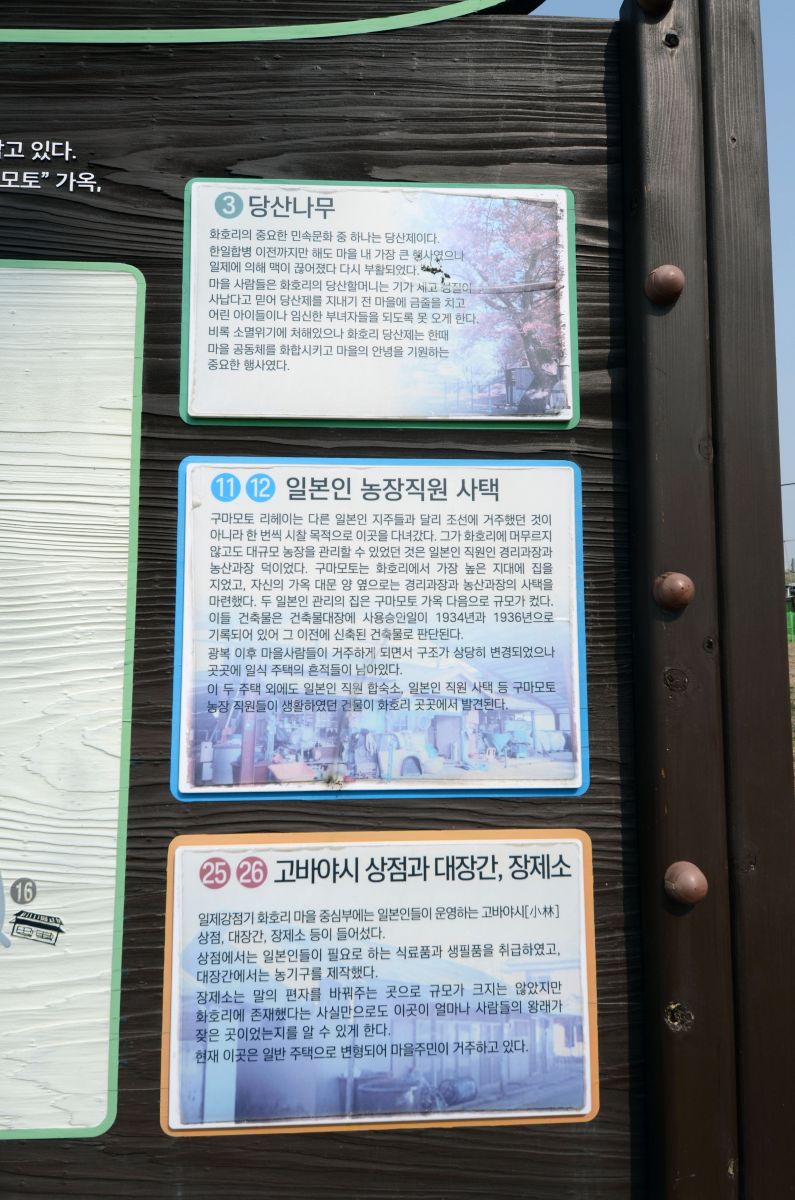 고 있다.
모토” 가옥,
3 당산나무
화호리의 중요한 민속문화 중 하나는 당산제이다.
한일합병 이전까지만 해도 마을 내 가장 큰 행사였으나
일제에 의해 맥이 끊어졌다 다시 부활되었다.
마을 사람들은 화호리의 당산할머니는 기가 세고 성질이
사납다고 믿어 당산제를 지내기 전 마을에 금줄을 치고
어린 아이들이나 임신한 부녀자들을 되도록 못 오게 한다.
비록 소멸위기에 처해있으나 화호리 당산제는 한때
마을 공동체를 화합시키고 마을의 안녕을 기원하는
중요한 행사였다.
11 12 일본인 농장직원 사택
구마모토 리헤이는 다른 일본인 지주들과 달리 조선에 거주했던 것이
아니라 한 번씩 시찰 목적으로 이곳을 다녀갔다. 그가 화호리에 머무르지
않고도 대규모 농장을 관리할 수 있었던 것은 일본인 직원인 경리과장과
농산과장 덕이었다. 구마모토는 화호리에서 가장 높은 지대에 집을
지었고, 자신의 가옥 대문 양 옆으로는 경리과장과 농산과장의 사택을
마련했다. 두 일본인 관리의 집은 구마모토 가옥 다음으로 규모가 컸다.
이들 건축물은 건축물대장에 사용승인일이 1934년과 1936년으로
기록되어 있어 그 이전에 신축된 건축물로 판단된다.
광복 이후 마을사람들이 거주하게 되면서 구조가 상당히 변경되었으나
곳곳에 일식 주택의 흔적들이 남아있다.
이 두 주택 외에도 일본인 직원 합숙소, 일본인 직원 사택 등 구마모토
농장 직원들이 생활하였던 건물이 화호리 곳곳에서 발견된다.
25 26 고바야시 상점과 대장간, 장제소
일제강점기 화호리 마을 중심부에는 일본인들이 운영하는 고바야시[小林]
상점, 대장간, 장제소 등이 들어섰다.
상점에서는 일본인들이 필요로 하는 식료품과 생필품을 취급하였고,
대장간에서는 농기구를 제작했다.
장제소는 말의 편자를 바꿔주는 곳으로 규모가 크지는 않았지만
화호리에 존재했다는 사실만으로도 이곳이 얼마나 사람들의 왕래가
잦은 곳이었는지를 알 수 있게 한다.
현재 이곳은 일반 주택으로 변형되어 마을주민이 거주하고 있다.
16